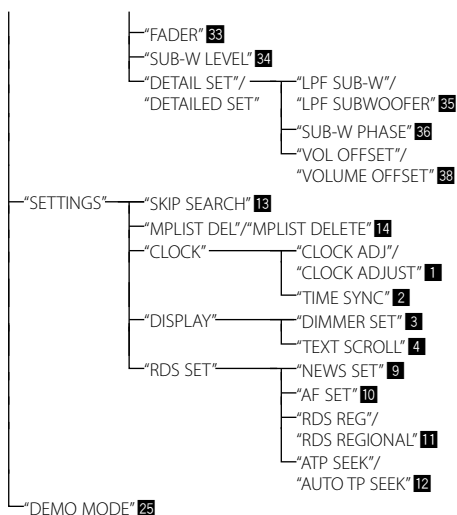 “FADER” 33
“SUB-W LEVEL” 34
“DETAIL SET”/ “LPF SUB-W”/
“DETAILED SET” “LPF SUBWOOFER” 35
“SUB-W PHASE” 36
“VOL OFFSET”/
“VOLUME OFFSET” 38
“SETTINGS” “SKIP SEARCH” 13
“MPLIST DEL”/“MPLIST DELETE” 14
“CLOCK” “CLOCK ADJ”/
“CLOCK ADJUST” 1
“TIME SYNC” 2
“DISPLAY” “DIMMER SET” 3
“TEXT SCROLL” 4
“RDS SET” “NEWS SET” 9
“AF SET” 10
“RDS REG”/
“RDS REGIONAL” 11
“ATP SEEK”/
“AUTO TP SEEK” 12
“DEMO MODE” 25